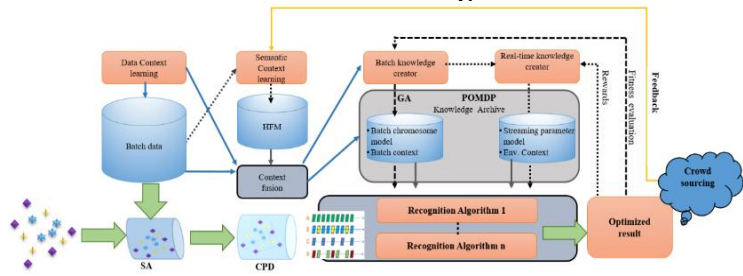 Data Context
learning
Semantic
Context
learning
Batch knowledge
creator
Real-time knowledge
creator
Feedback
Fitness evaluation
Rewards
GA
POMDP
Knowledge Archive
Batch data
HFM
• Batch chromosome
model
• Batch context
• Streaming parameter
model
• Env. Context
Context
fusion
Crowd
sourcing
Recognition Algorithm 1
Recognition Algorithm n
Optimized
result
SA
CPD